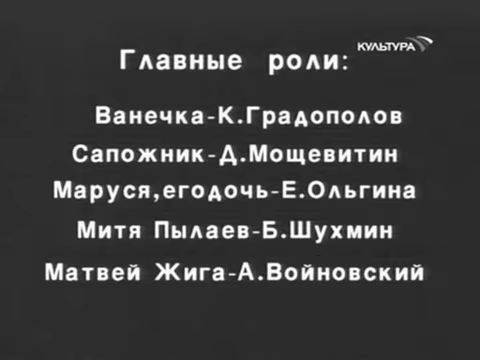 КУЛЬТУРА
Главные роли:
Ванечка-К.Градополов
Сапожник-Д.Мощевитин
Маруся,егодочь-Е.Ольгина
Митя Пылаев-Б.Шухмин
Матвей Жига-А.Войновский